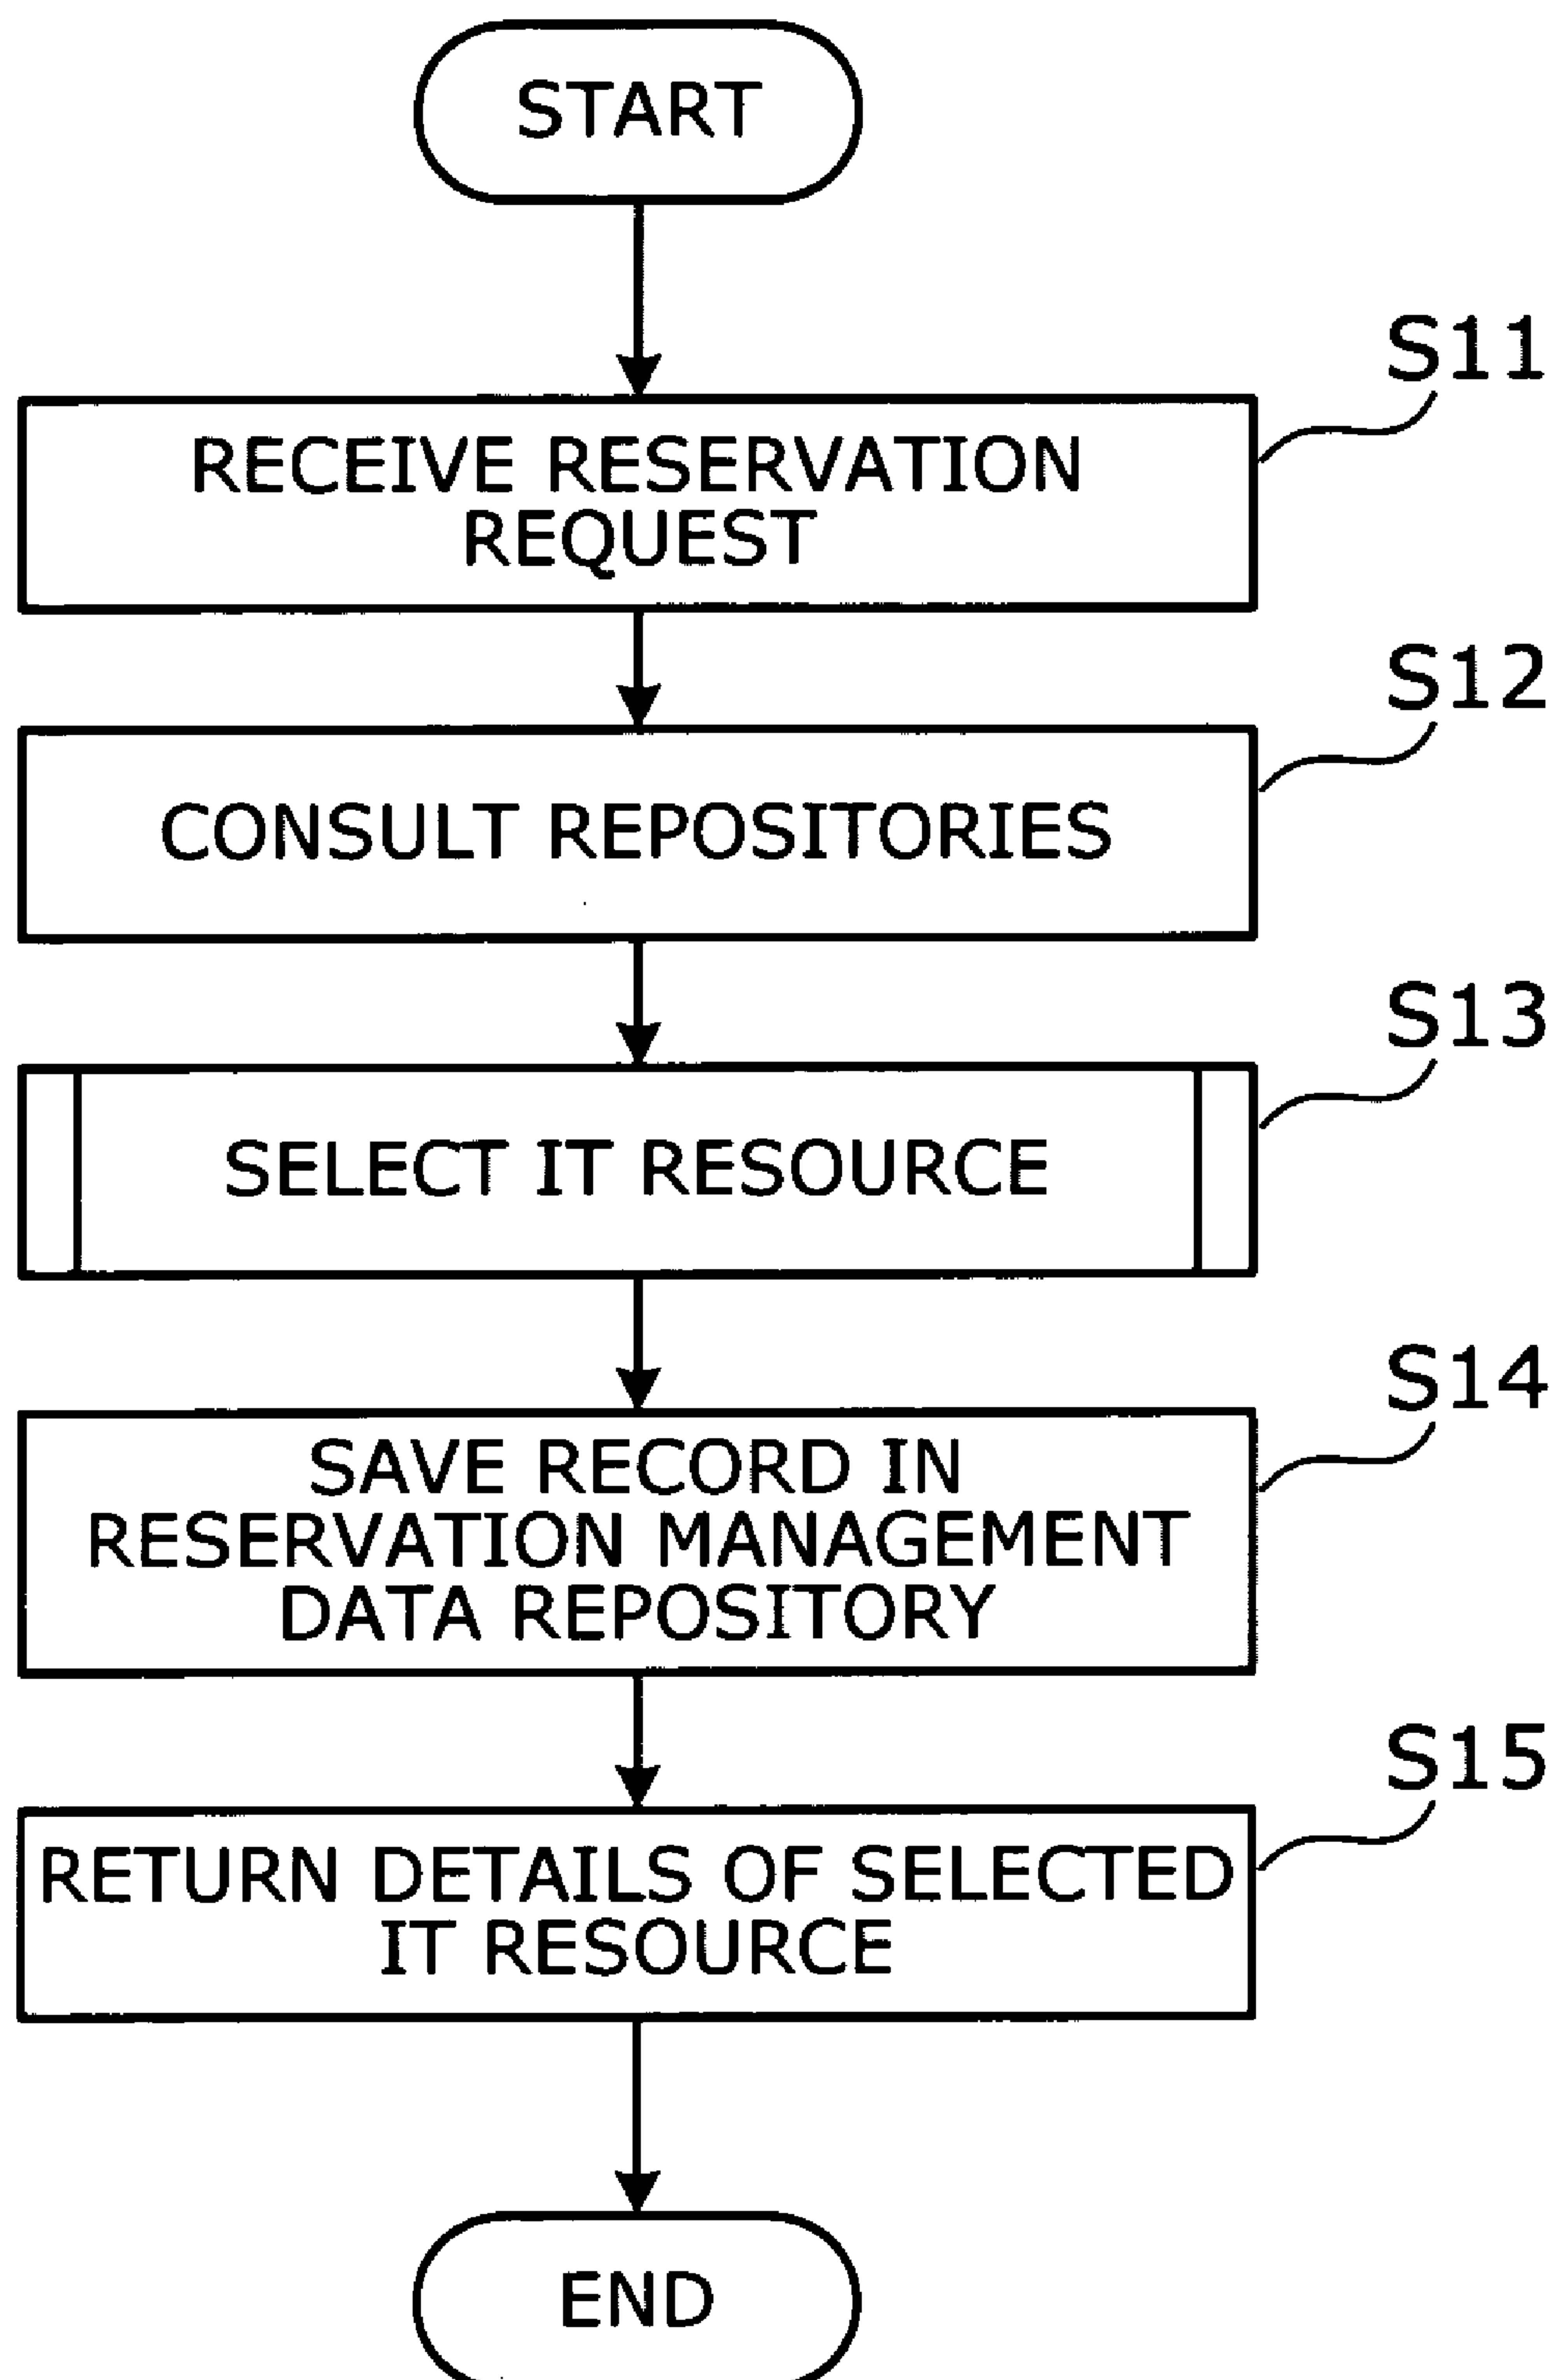 START
S11
RECEIVE RESERVATION
REQUEST
S12
CONSULT REPOSITORIES
S13
SELECT IT RESOURCE
S14
SAVE RECORD IN
RESERVATION MANAGEMENT
DATA REPOSITORY
S15
RETURN DETAILS OF SELECTED
IT RESOURCE
END